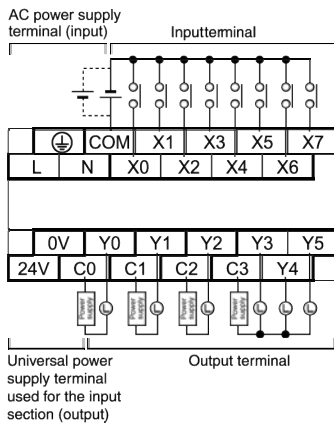 AC power supply
terminal (input)
Inputterminal
COM X1 X3 X5 X7
L N X0 X2 X4 X6
0V Y0 Y1 Y2 Y3 Y5
24V C0 C1 C2 C3 Y4
Power supply
L
Power supply
L
Power supply
L
Power supply
L
L
L
Universal power
supply terminal
used for the input
section (output)
Output terminal